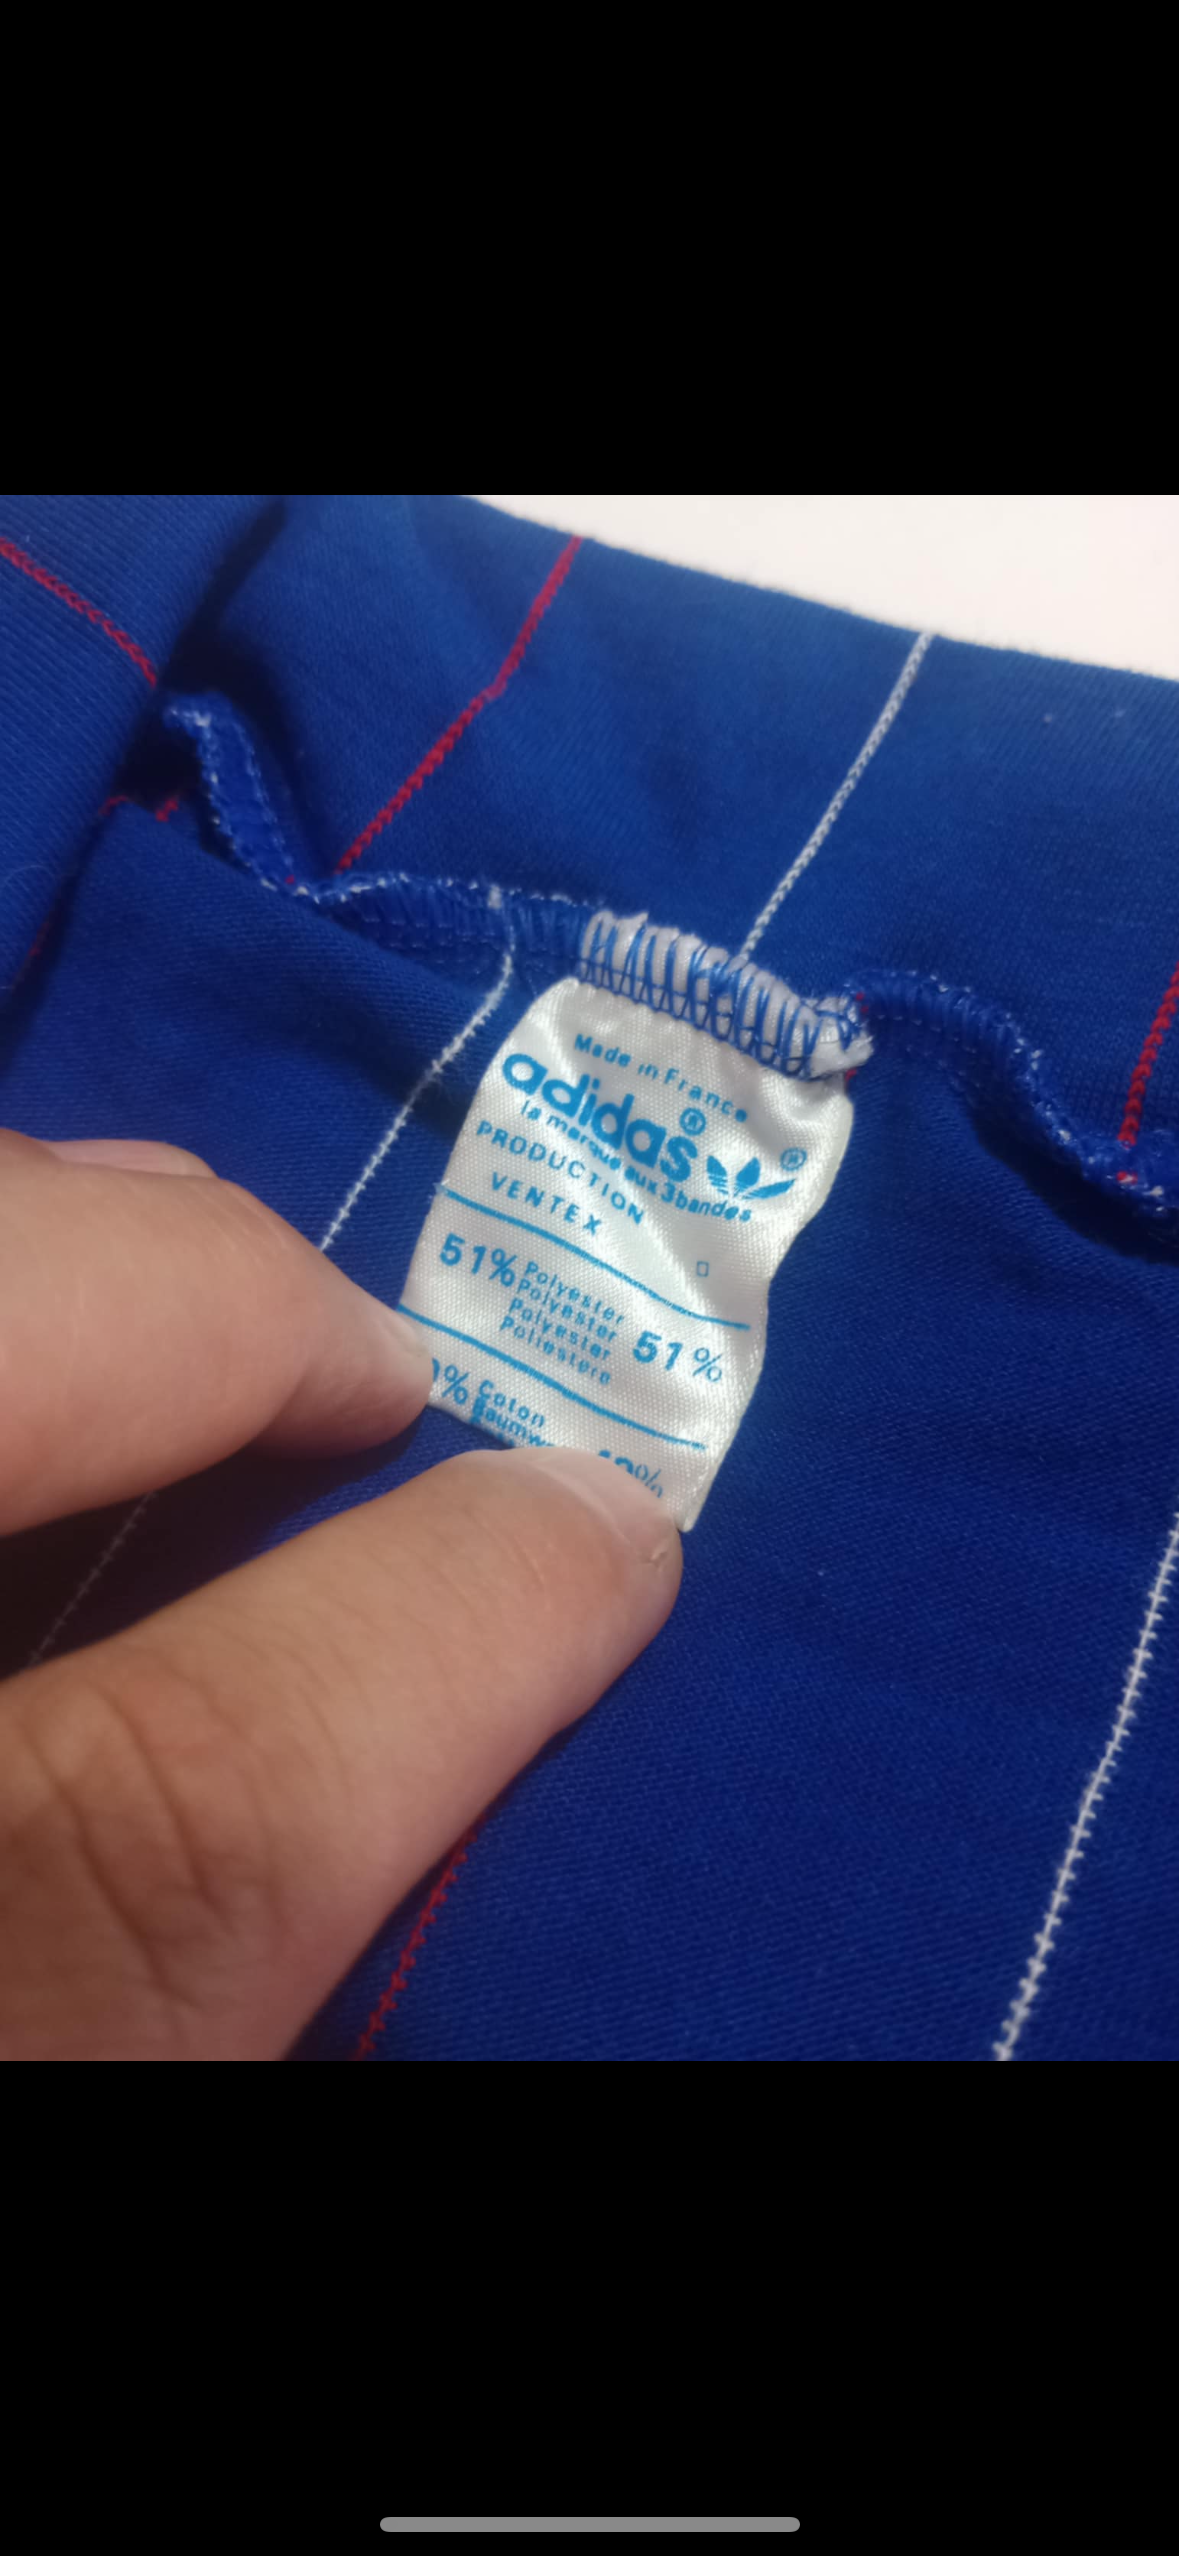 Made in France
adidas®
®
la marque aux 3 bandes
PRODUCTION
VENTEX
51% Polyester 51%
Polyester
Polyester
Poliestere
% Coton
%